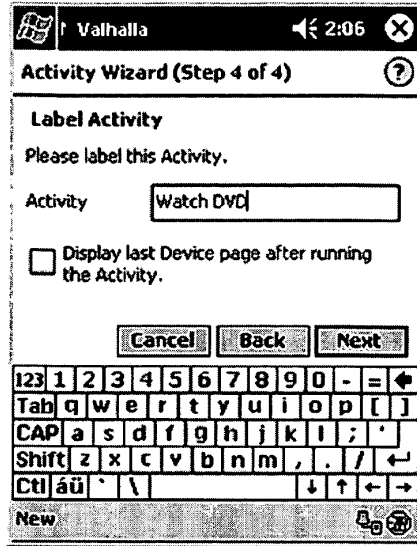 Valhalla 2:06
Activity Wizard (Step 4 of 4) ?
Label Activity
Please label this Activity.
Activity Watch DVD
Display last Device page after running
the Activity.
Cancel Back Next
123 1 2 3 4 5 6 7 8 9 0 - = ←
Tab q w e r t y u i o p [ ]
CAP a s d f g h j k l ; '
Shift z x c v b n m , . / ↵
Ctl áü ` \ ↓ ↑ ← →
New